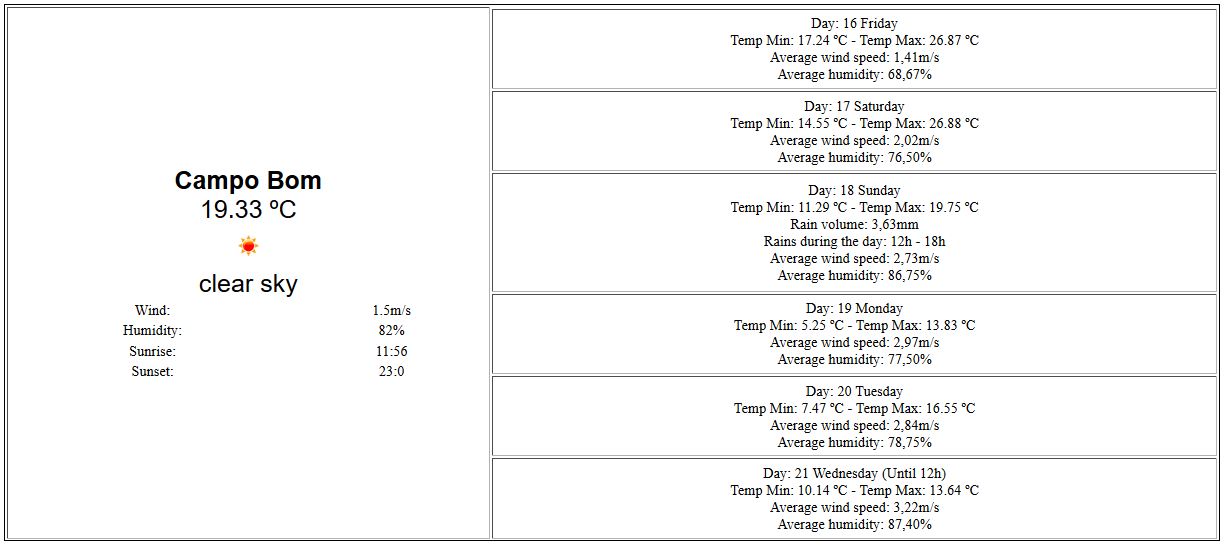 Campo Bom
19.33 ºC
clear sky
Wind: 1.5m/s
Humidity: 82%
Sunrise: 11:56
Sunset: 23:0
Day: 16 Friday
Temp Min: 17.24 ºC - Temp Max: 26.87 ºC
Average wind speed: 1,41m/s
Average humidity: 68,67%
Day: 17 Saturday
Temp Min: 14.55 ºC - Temp Max: 26.88 ºC
Average wind speed: 2,02m/s
Average humidity: 76,50%
Day: 18 Sunday
Temp Min: 11.29 ºC - Temp Max: 19.75 ºC
Rain volume: 3,63mm
Rains during the day: 12h - 18h
Average wind speed: 2,73m/s
Average humidity: 86,75%
Day: 19 Monday
Temp Min: 5.25 ºC - Temp Max: 13.83 ºC
Average wind speed: 2,97m/s
Average humidity: 77,50%
Day: 20 Tuesday
Temp Min: 7.47 ºC - Temp Max: 16.55 ºC
Average wind speed: 2,84m/s
Average humidity: 78,75%
Day: 21 Wednesday (Until 12h)
Temp Min: 10.14 ºC - Temp Max: 13.64 ºC
Average wind speed: 3,22m/s
Average humidity: 87,40%